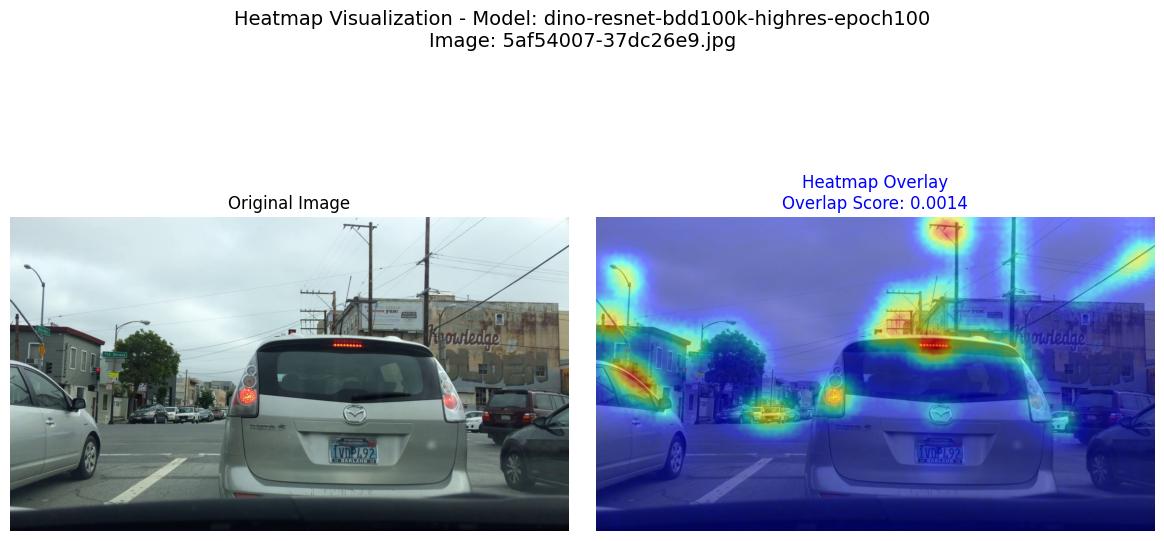 Heatmap Visualization - Model: dino-resnet-bdd100k-highres-epoch100
Image: 5af54007-37dc26e9.jpg
Original Image
Heatmap Overlay
Overlap Score: 0.0014
Knowledge
Knowledge